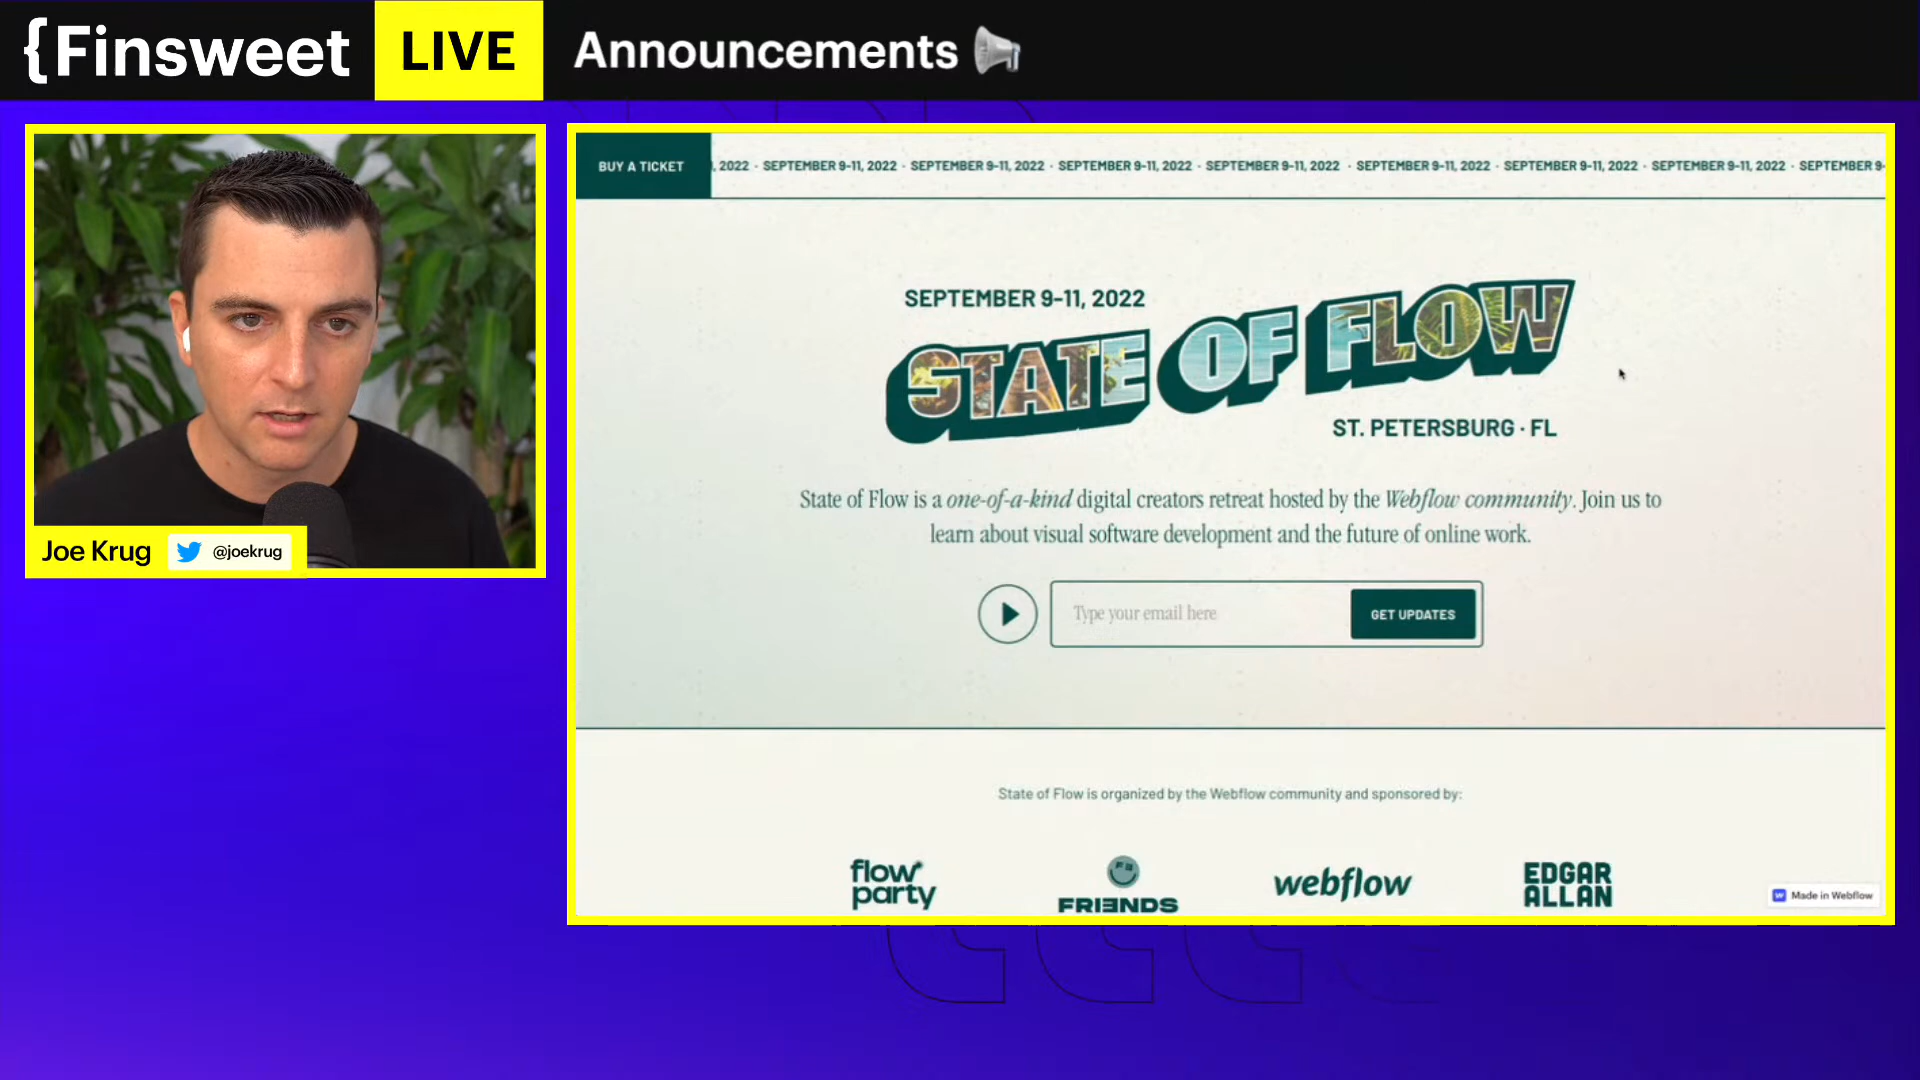 {Finsweet
LIVE
Announcements
BUY A TICKET
, 2022 · SEPTEMBER 9-11, 2022 · SEPTEMBER 9-11, 2022 · SEPTEMBER 9-11, 2022 · SEPTEMBER 9-11, 2022 · SEPTEMBER 9-11, 2022 · SEPTEMBER 9-11, 2022 · SEPTEMBER 9-11, 2022 · SEPTEMBER 9-
SEPTEMBER 9-11, 2022
STATE OF FLOW
ST. PETERSBURG · FL
State of Flow is a one-of-a-kind digital creators retreat hosted by the Webflow community. Join us to
learn about visual software development and the future of online work.
Type your email here
GET UPDATES
State of Flow is organized by the Webflow community and sponsored by:
flow
party
FRIENDS
webflow
EDGAR
ALLAN
Made in Webflow
Joe Krug
@joekrug